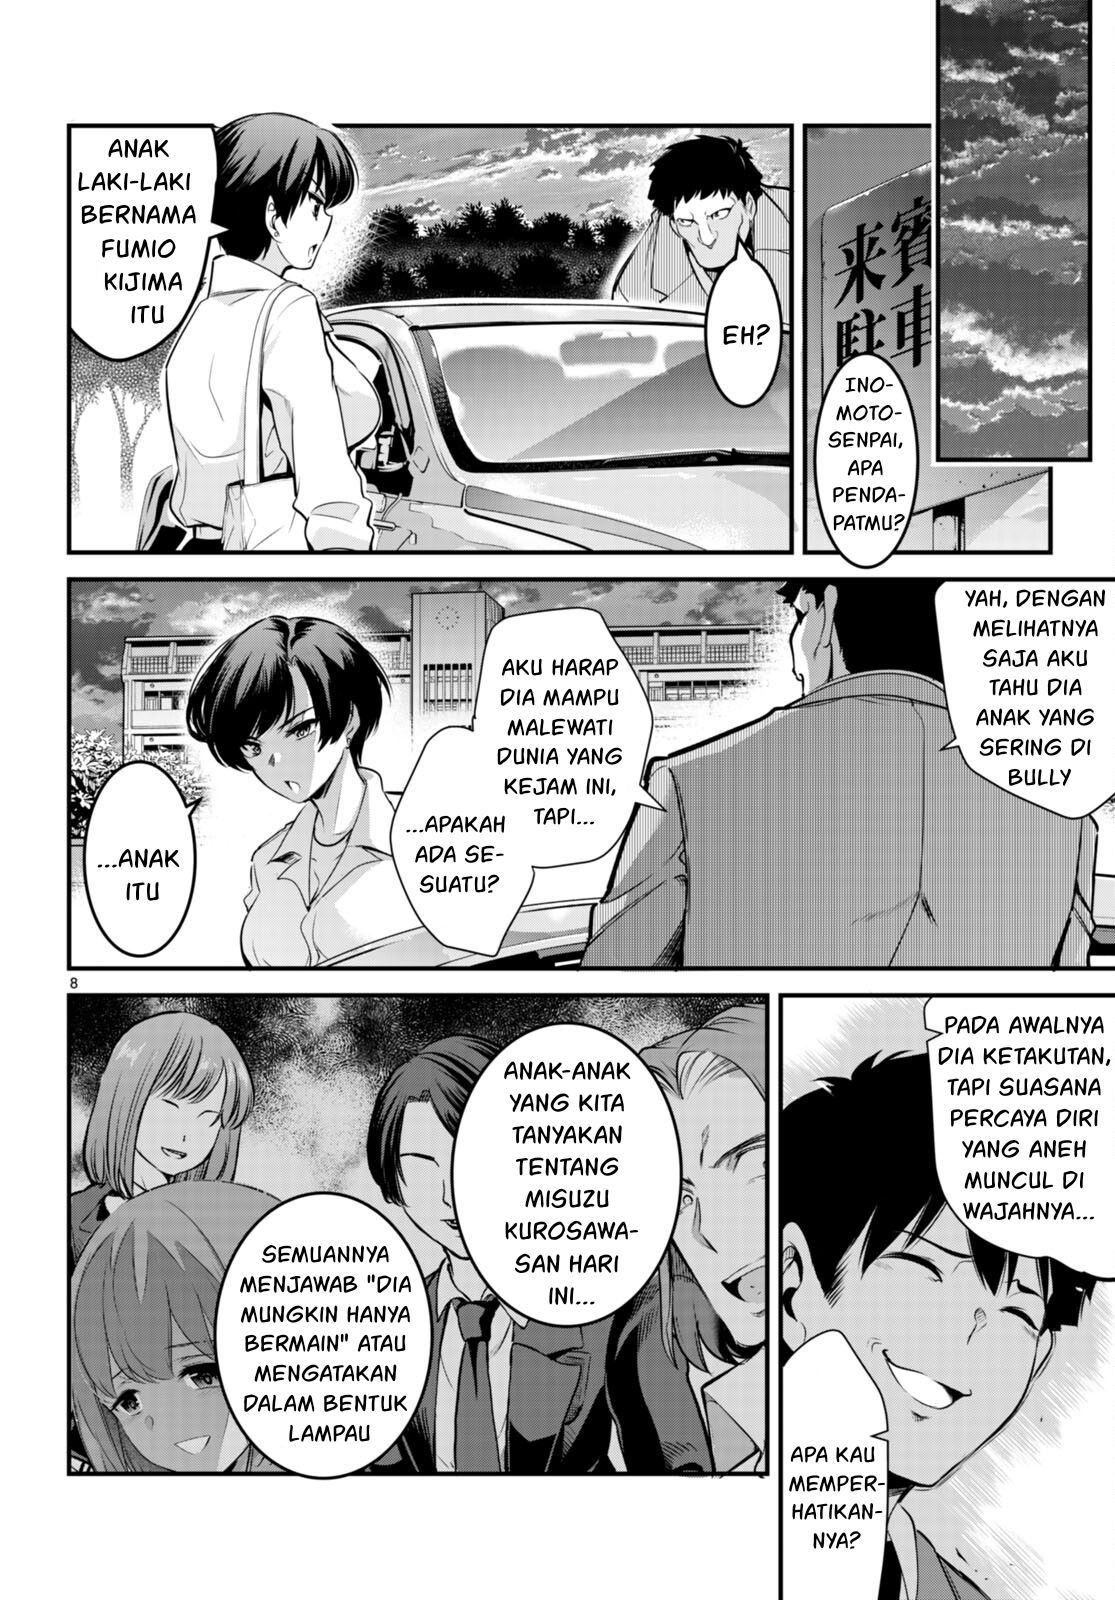 来賓
駐車
INO-
MOTO-
SENPAI,
APA
PENDA-
PATMU?
EH?
ANAK
LAKI-LAKI
BERNAMA
FUMIO
KIJIMA
ITU
YAH, DENGAN
MELIHATNYA
SAJA AKU
TAHU DIA
ANAK YANG
SERING DI
BULLY
AKU HARAP
DIA MAMPU
MALEWATI
DUNIA YANG
KEJAM INI,
TAPI...
...APAKAH
ADA SE-
SUATU?
...ANAK
ITU
8
PADA AWALNYA
DIA KETAKUTAN,
TAPI SUASANA
PERCAYA DIRI
YANG ANEH
MUNCUL DI
WAJAHNYA...
APA KAU
MEMPER-
HATIKAN-
NYA?
ANAK-ANAK
YANG KITA
TANYAKAN
TENTANG
MISUZU
KUROSAWA-
SAN HARI
INI...
SEMUANNYA
MENJAWAB "DIA
MUNGKIN HANYA
BERMAIN" ATAU
MENGATAKAN
DALAM BENTUK
LAMPAU